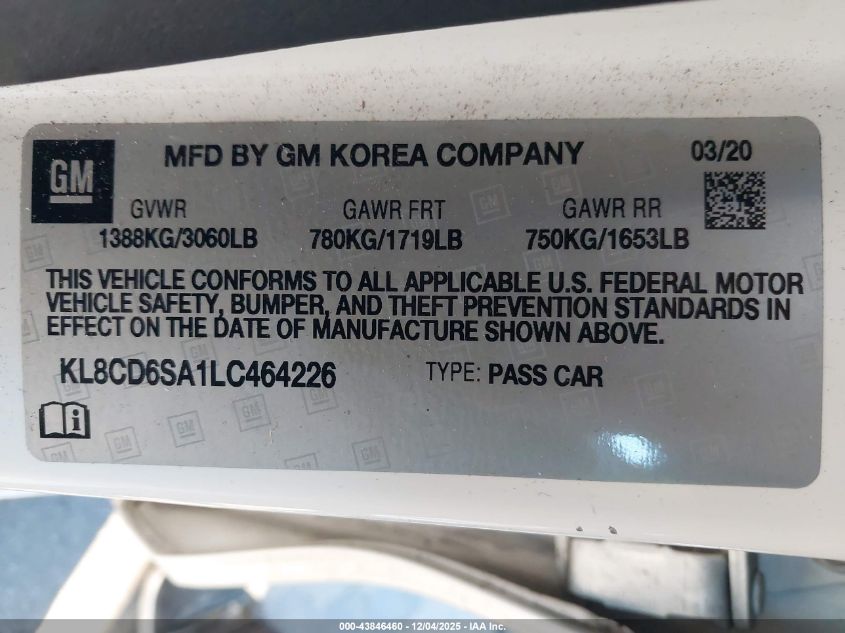 GM
MFD BY GM KOREA COMPANY 03/20
GVWR GAWR FRT GAWR RR
1388KG/3060LB 780KG/1719LB 750KG/1653LB
THIS VEHICLE CONFORMS TO ALL APPLICABLE U.S. FEDERAL MOTOR
VEHICLE SAFETY, BUMPER, AND THEFT PREVENTION STANDARDS IN
EFFECT ON THE DATE OF MANUFACTURE SHOWN ABOVE.
KL8CD6SA1LC464226 TYPE: PASS CAR
000-43846460 - 12/04/2025 - IAA Inc.